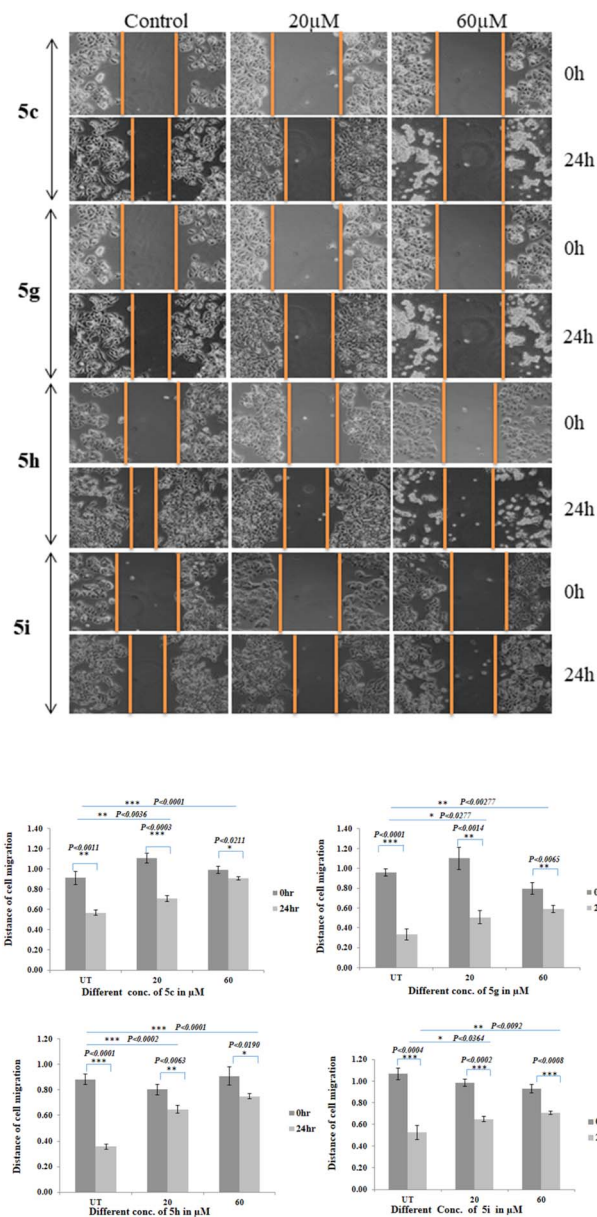 Control 20µM 60µM
5c
0h
24h
5g
0h
24h
5h
0h
24h
5i
0h
24h
*** P<0.0001
** P<0.0036
P<0.0003
P<0.0011
***
P<0.0211
**
*
Distance of cell migration
1.40
1.20
1.00
0.80
0.60
0.40
0.20
0.00
0hr
24hr
UT 20 60
Different conc. of 5c in µM
** P<0.00277
* P<0.0277
P<0.0014
P<0.0001
**
P<0.0065
***
**
Distance of cell migration
1.40
1.20
1.00
0.80
0.60
0.40
0.20
0.00
0
2
UT 20 60
Different conc. of 5g in µM
*** P<0.0001
*** P<0.0002
P<0.0001
P<0.0063
P<0.0190
***
**
*
Distance of cell migration
1.20
1.00
0.80
0.60
0.40
0.20
0.00
0hr
24hr
UT 20 60
Different conc. of 5h in µM
** P<0.0092
* P<0.0364
P<0.0004
***
P<0.0002
***
P<0.0008
***
Distance of cell migration
1.20
1.00
0.80
0.60
0.40
0.20
0.00
2
UT 20 60
Different Conc. of 5i in µM